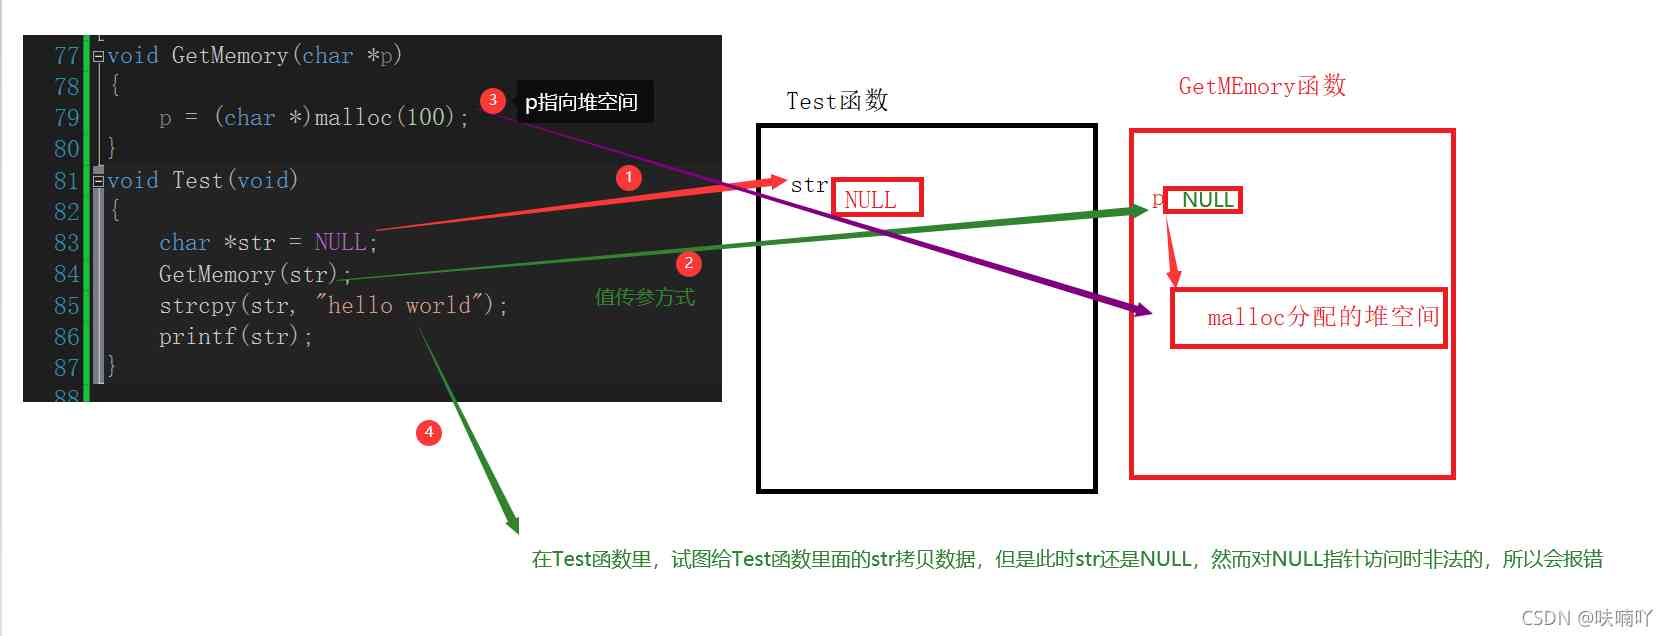 77 void GetMemory(char *p)
78 {
79 p = (char *)malloc(100);
80 }
81 void Test(void)
82 {
83 char *str = NULL;
84 GetMemory(str);
85 strcpy(str, "hello world");
86 printf(str);
87 }
88
3 p指向堆空间
1
2
值传参方式
4
Test函数
str NULL
GetMEmory函数
p NULL
malloc分配的堆空间
在Test函数里，试图给Test函数里面的str拷贝数据，但是此时str还是NULL，然而对NULL指针访问时非法的，所以会报错
CSDN @呋喃吖